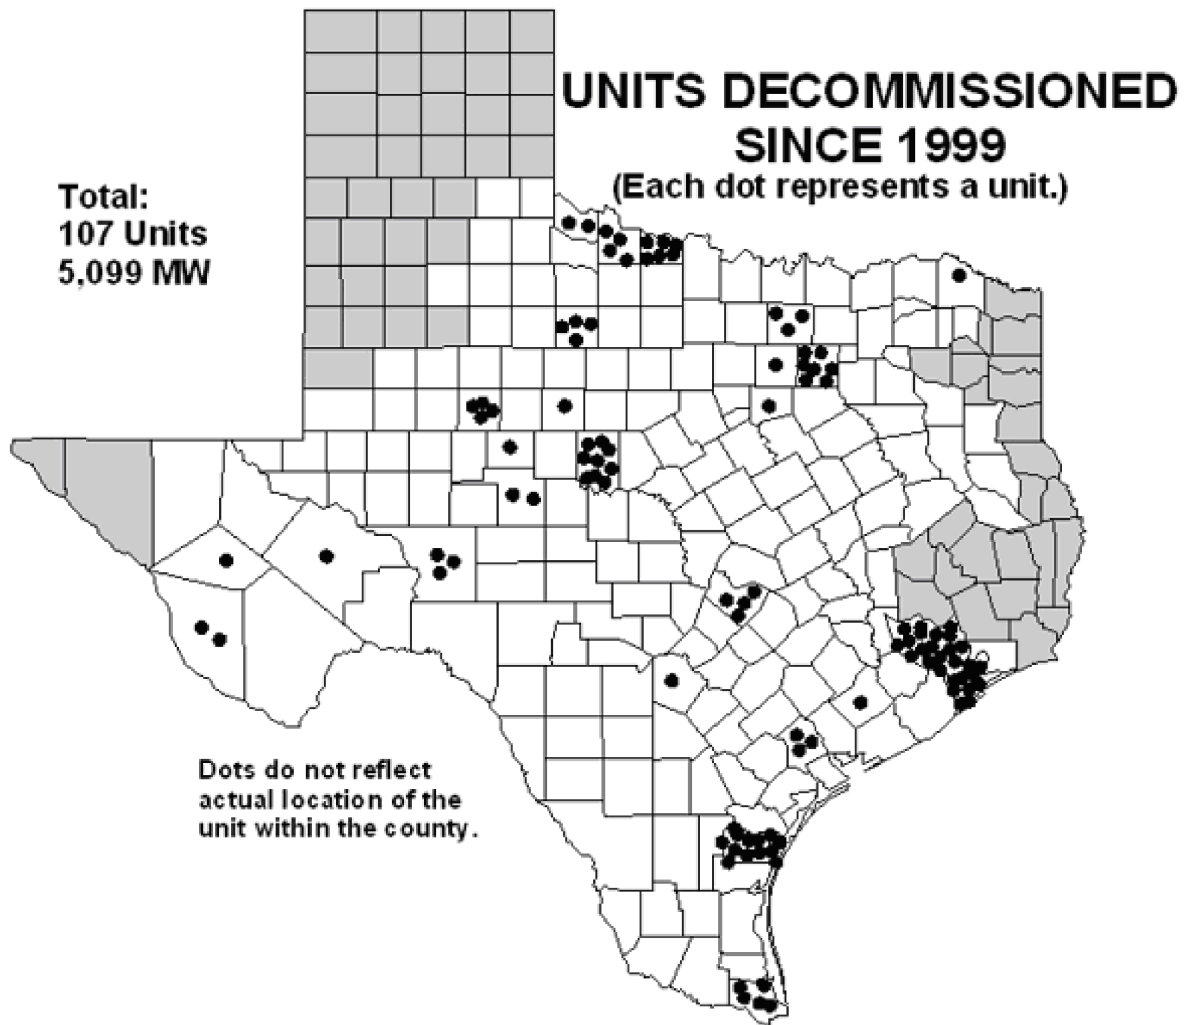 UNITS DECOMMISSIONED
SINCE 1999
(Each dot represents a unit.)
Total:
107 Units
5,099 MW
Dots do not reflect
actual location of the
unit within the county.